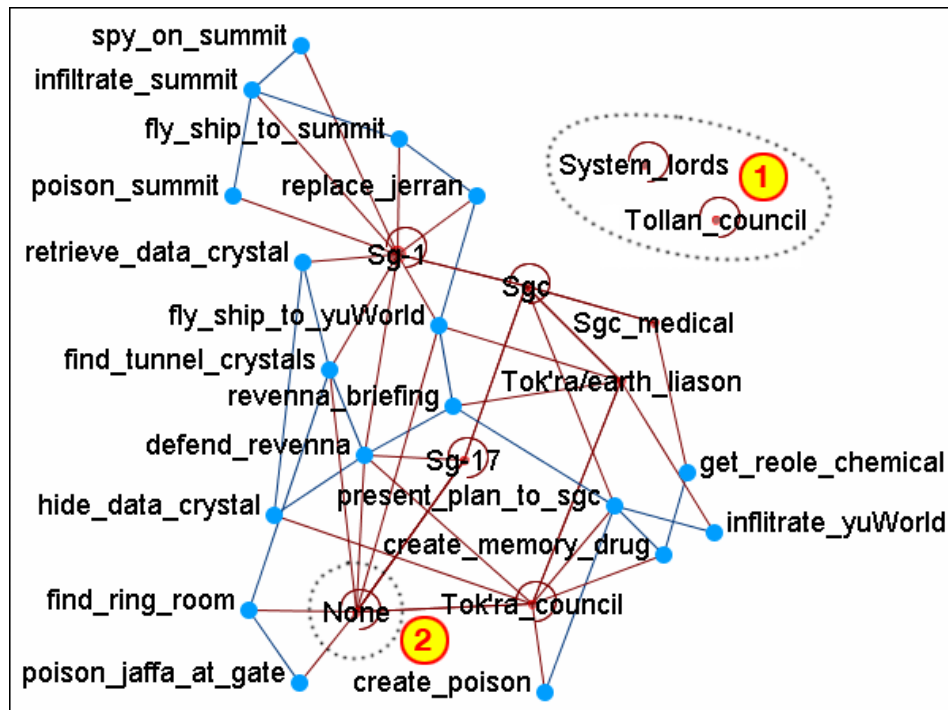 spy_on_summit
infiltrate_summit
fly_ship_to_summit
System_lords
1
poison_summit
replace_jerran
Tollan_council
retrieve_data_crystal
Sg-1
Sgc
fly_ship_to_yuWorld
Sgc_medical
find_tunnel_crystals
Tok'ra/earth_liason
revenna_briefing
defend_revenna
Sg-17
get_reole_chemical
hide_data_crystal
present_plan_to_sgc
inflitrate_yuWorld
create_memory_drug
find_ring_room
None
Tok'ra_council
2
poison_jaffa_at_gate
create_poison